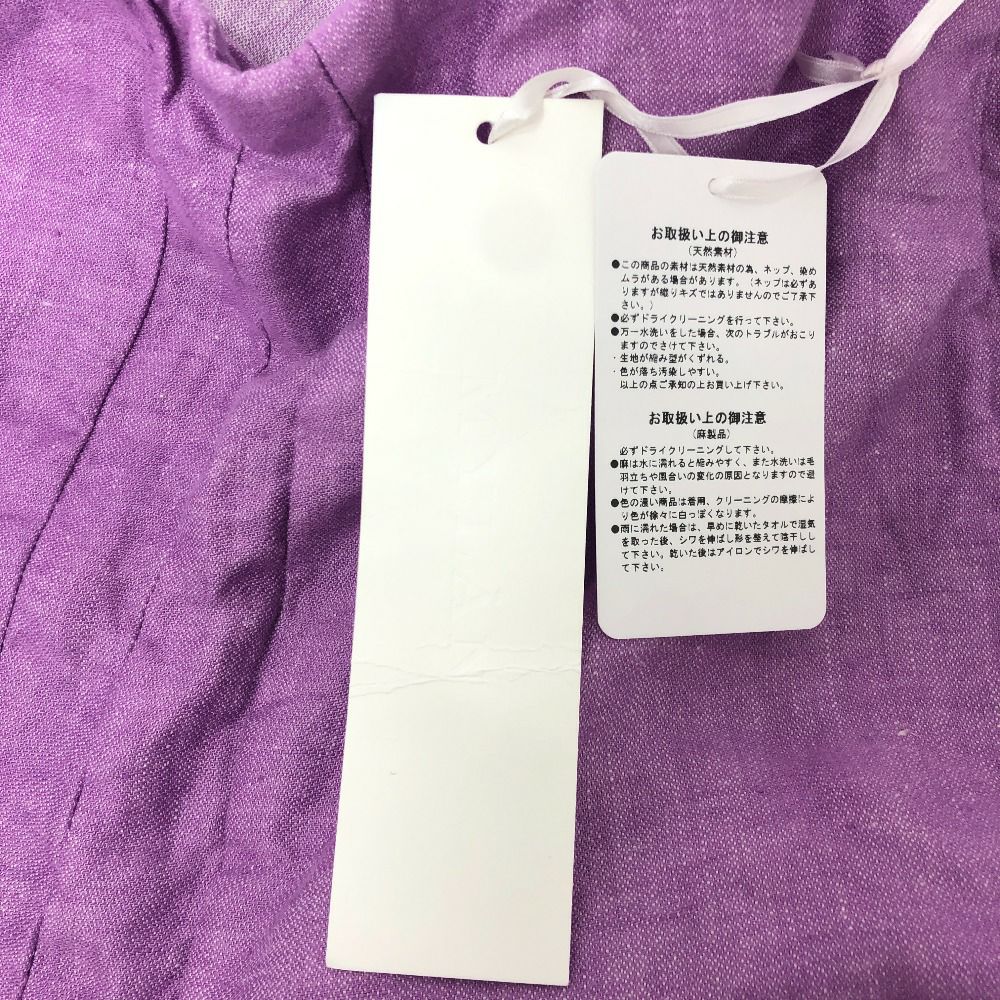 お取扱い上の御注意
(天然素材)
●この商品の素材は天然素材の為、ネップ、染め
ムラがある場合があります。(ネップは必ずあ
りますが織りキズではありませんのでご了承下
さい。)
●必ずドライクリーニングを行って下さい。
●万一水洗いをした場合、次のトラブルがおこり
ますのでさけて下さい。
・生地が縮み型がくずれる。
・色が落ち汚染しやすい。
以上の点ご承知の上お買い上げ下さい。
お取扱い上の御注意
(麻製品)
必ずドライクリーニングして下さい。
●麻は水に濡れると縮みやすく、また水洗いは毛
羽立ちや風合いの変化の原因となりますので避
けて下さい。
●色の濃い商品は着用、クリーニングの摩擦によ
り色が徐々に白っぽくなります。
●雨に濡れた場合は、早めに乾いたタオルで湿気
を取った後、シワを伸ばし形を整えて陰干しし
て下さい。乾いた後はアイロンでシワを伸ばし
て下さい。